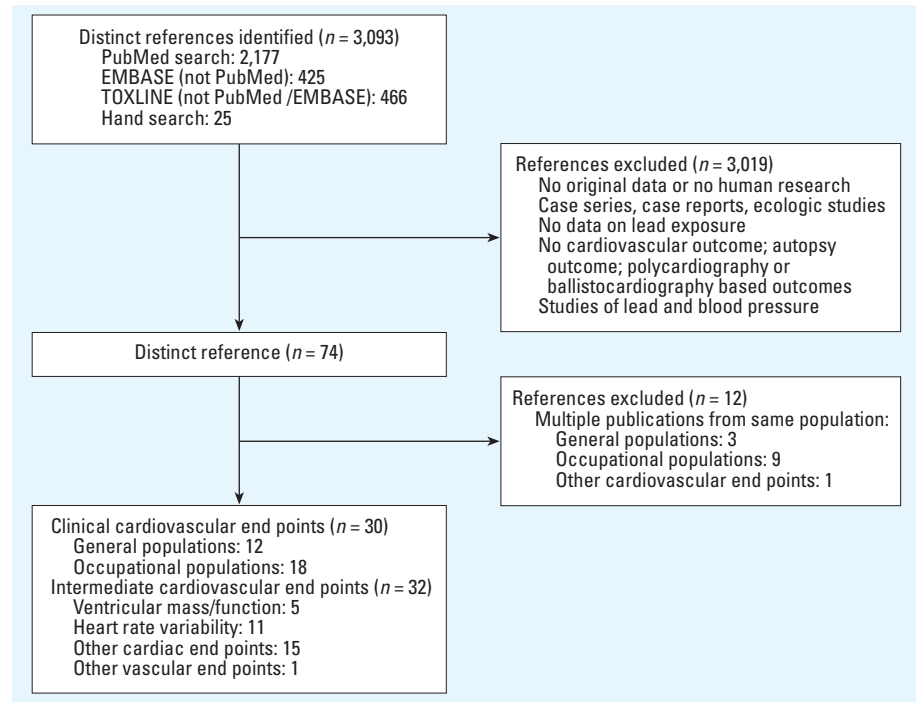 Distinct references identified (n = 3,093)
PubMed search: 2,177
EMBASE (not PubMed): 425
TOXLINE (not PubMed /EMBASE): 466
Hand search: 25
References excluded (n = 3,019)
No original data or no human research
Case series, case reports, ecologic studies
No data on lead exposure
No cardiovascular outcome; autopsy
outcome; polycardiography or
ballistocardiography based outcomes
Studies of lead and blood pressure
Distinct reference (n = 74)
References excluded (n = 12)
Multiple publications from same population:
General populations: 3
Occupational populations: 9
Other cardiovascular end points: 1
Clinical cardiovascular end points (n = 30)
General populations: 12
Occupational populations: 18
Intermediate cardiovascular end points (n = 32)
Ventricular mass/function: 5
Heart rate variability: 11
Other cardiac end points: 15
Other vascular end points: 1